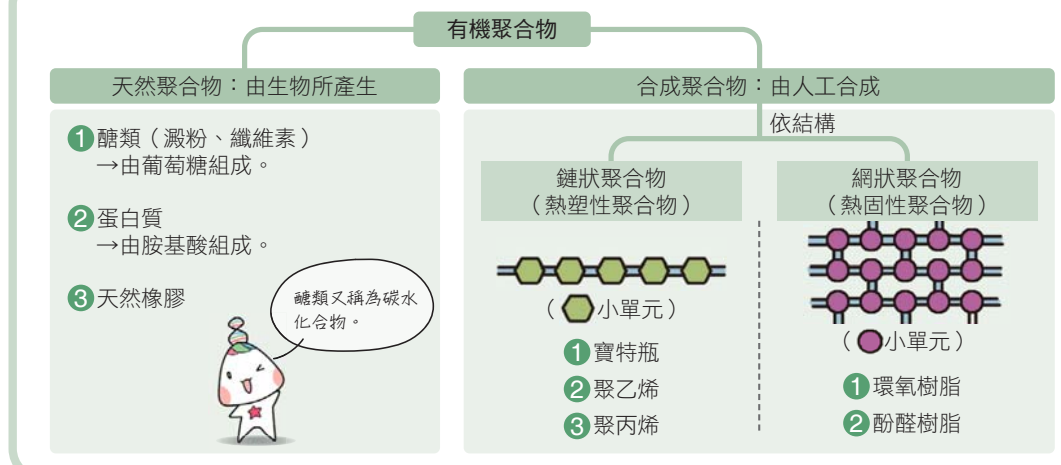 有機聚合物
天然聚合物:由生物所產生
❶醣類(澱粉、纖維素)
→由葡萄糖組成。
❷蛋白質
→由胺基酸組成。
❸天然橡膠
醣類又稱為碳水
化合物。
合成聚合物:由人工合成
依結構
鏈狀聚合物
(熱塑性聚合物)
(小單元)
❶寶特瓶
❷聚乙烯
❸聚丙烯
網狀聚合物
(熱固性聚合物)
(小單元)
❶環氧樹脂
❷酚醛樹脂